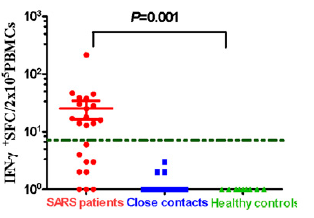 P=0.001
IFN-γ ⁺SFC/2x10⁵PBMCs
10³
10²
10¹
10⁰
SARS patients Close contacts Healthy controls